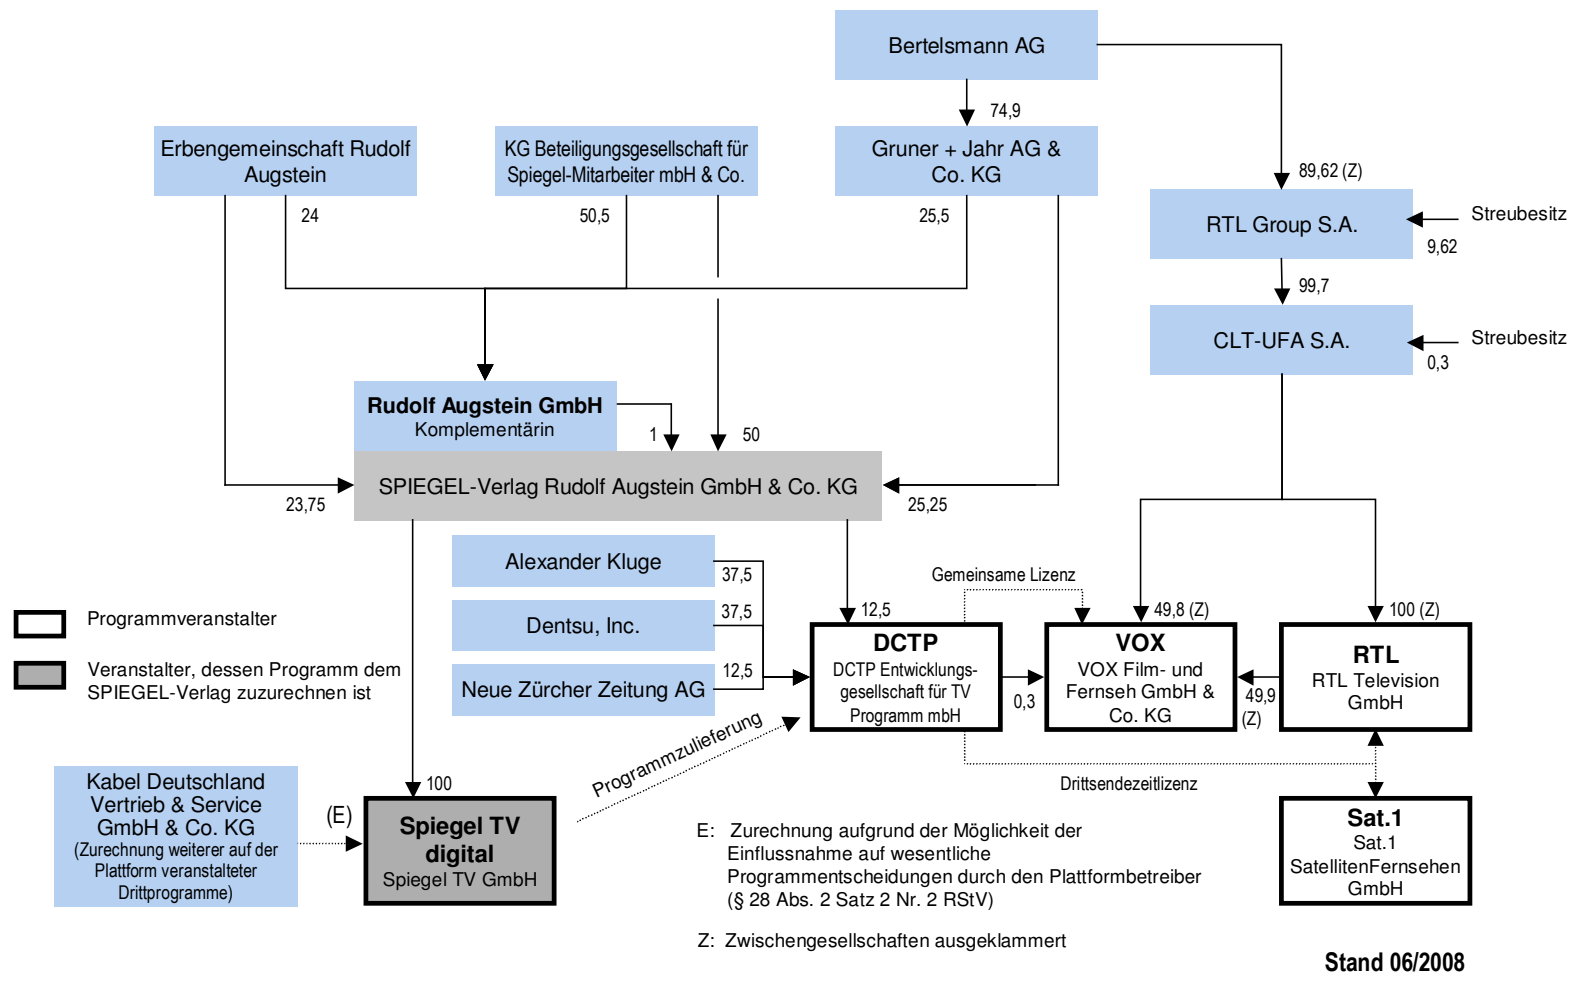 Bertelsmann AG
74,9
Erbengemeinschaft Rudolf
Augstein
KG Beteiligungsgesellschaft für
Spiegel-Mitarbeiter mbH & Co.
Gruner + Jahr AG &
Co. KG
89,62 (Z)
24
50,5
25,5
RTL Group S.A.
Streubesitz
9,62
99,7
CLT-UFA S.A.
Streubesitz
0,3
Rudolf Augstein GmbH
Komplementärin
1
50
SPIEGEL-Verlag Rudolf Augstein GmbH & Co. KG
23,75
25,25
Alexander Kluge
37,5
Dentsu, Inc.
37,5
Neue Zürcher Zeitung AG
12,5
12,5
Gemeinsame Lizenz
49,8 (Z)
100 (Z)
Programmveranstalter
Veranstalter, dessen Programm dem
SPIEGEL-Verlag zuzurechnen ist
DCTP
DCTP Entwicklungs-
gesellschaft für TV
Programm mbH
0,3
VOX
VOX Film- und
Fernseh GmbH &
Co. KG
49,9
(Z)
RTL
RTL Television
GmbH
Programmzulieferung
Drittsendezeitlizenz
Kabel Deutschland
Vertrieb & Service
GmbH & Co. KG
(Zurechnung weiterer auf der
Plattform veranstalteter
Drittprogramme)
(E)
100
Spiegel TV
digital
Spiegel TV GmbH
Sat.1
Sat.1
SatellitenFernsehen
GmbH
E: Zurechnung aufgrund der Möglichkeit der
Einflussnahme auf wesentliche
Programmentscheidungen durch den Plattformbetreiber
(§ 28 Abs. 2 Satz 2 Nr. 2 RStV)
Z: Zwischengesellschaften ausgeklammert
Stand 06/2008